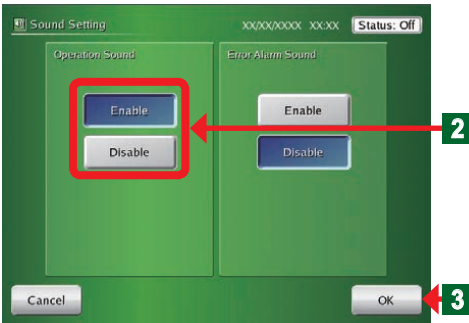 Sound Setting XX/XX/XXXX XX:XX Status: Off
Operation Sound Error Alarm Sound
Enable Enable
2
Disable Disable
Cancel OK 3